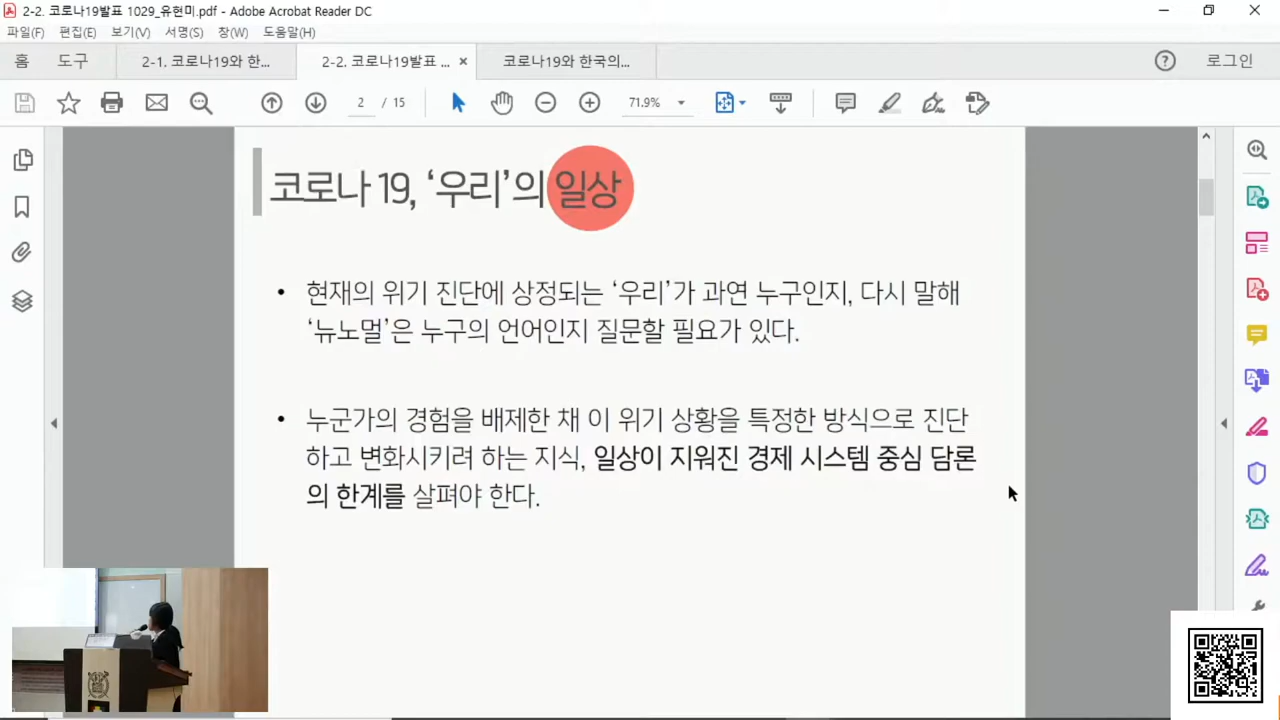 2-2. 코로나19발표 1029_유현미.pdf - Adobe Acrobat Reader DC
파일(F) 편집(E) 보기(V) 서명(S) 창(W) 도움말(H)
홈 도구 2-1. 코로나19와 한... 2-2. 코로나19발표 ... × 코로나19와 한국의... 로그인
2 / 15 71.9%
코로나 19, ‘우리’의 일상
• 현재의 위기 진단에 상정되는 ‘우리’가 과연 누구인지, 다시 말해
‘뉴노멀’은 누구의 언어인지 질문할 필요가 있다.
• 누군가의 경험을 배제한 채 이 위기 상황을 특정한 방식으로 진단
하고 변화시키려 하는 지식, 일상이 지워진 경제 시스템 중심 담론
의 한계를 살펴야 한다.